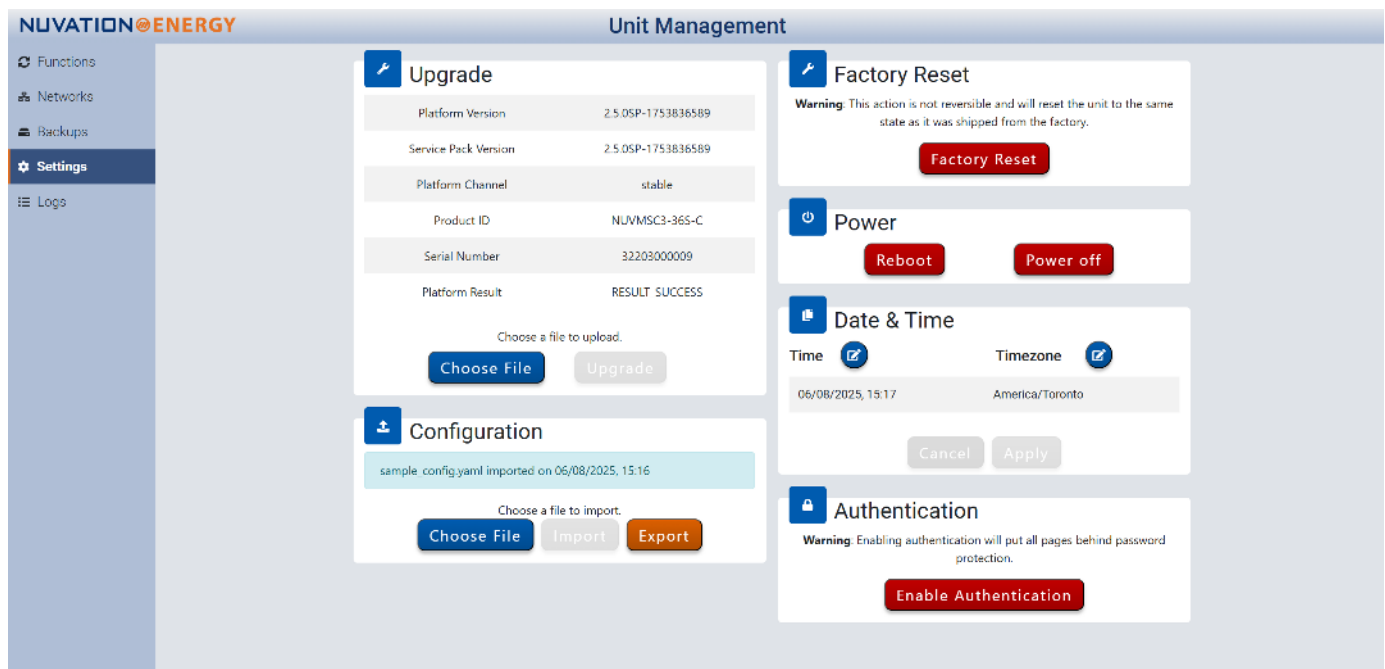 NUVATION ENERGY
Unit Management
Functions
Networks
Backups
Settings
Logs
Upgrade
Platform Version 2.5.0SP-1753836589
Service Pack Version 2.5.0SP-1753836589
Platform Channel stable
Product ID NUVMSC3-36S-C
Serial Number 32203000009
Platform Result RESULT_SUCCESS
Choose a file to upload.
Choose File Upgrade
Configuration
sample_config.yaml imported on 06/08/2025, 15:16
Choose a file to import.
Choose File Import Export
Factory Reset
Warning: This action is not reversible and will reset the unit to the same
state as it was shipped from the factory.
Factory Reset
Power
Reboot Power off
Date & Time
Time Timezone
06/08/2025, 15:17 America/Toronto
Cancel Apply
Authentication
Warning: Enabling authentication will put all pages behind password
protection.
Enable Authentication